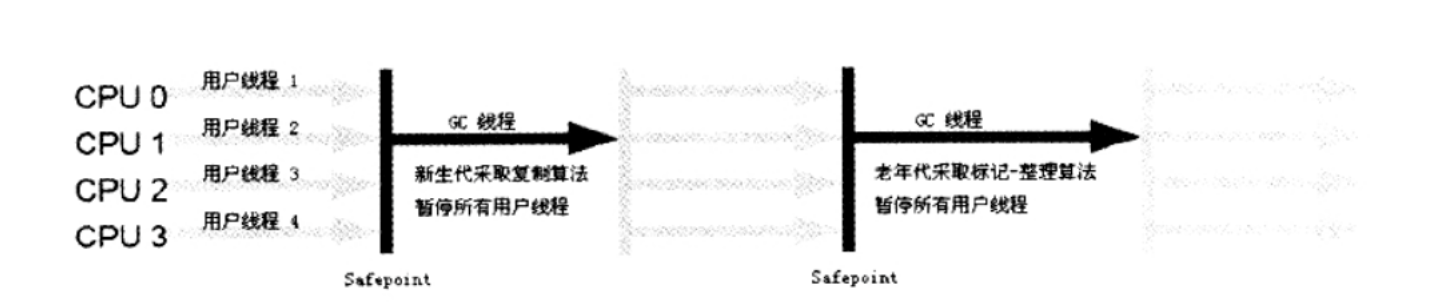 CPU 0
用户线程 1
CPU 1
用户线程 2
CPU 2
用户线程 3
CPU 3
用户线程 4
GC 线程
新生代采取复制算法
暂停所有用户线程
Safepoint
GC 线程
老年代采取标记-整理算法
暂停所有用户线程
Safepoint